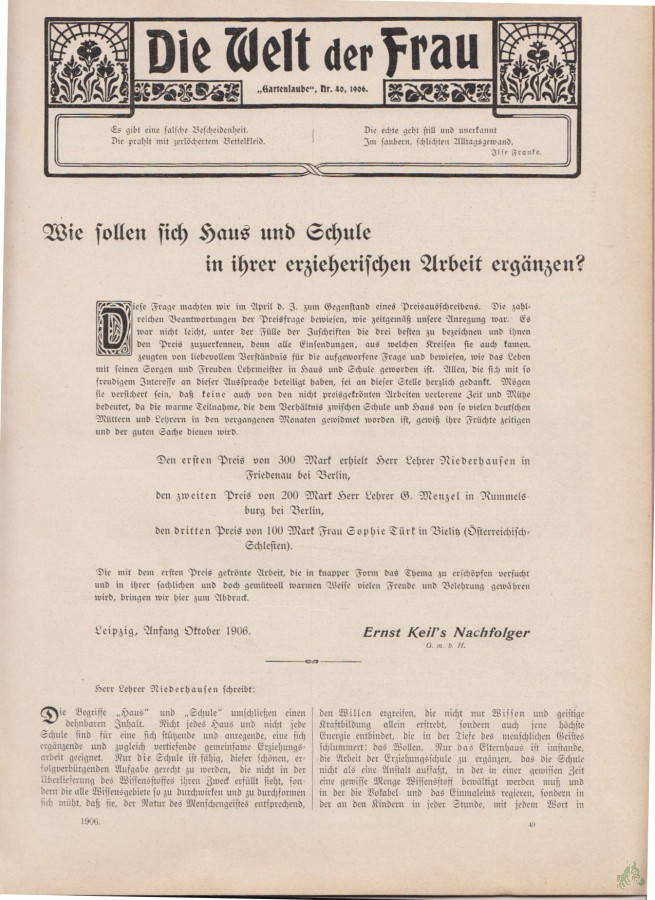 Die Welt der Frau
„Gartenlaube“, Nr. 40, 1906.
Es gibt eine falsche Bescheidenheit.
Die prahlt mit zerlöchertem Bettelkleid.
Die echte geht still und unerkannt
Im saubern, schlichten Alltagsgewand.
Ilse Franke.
Wie sollen sich Haus und Schule
in ihrer erzieherischen Arbeit ergänzen?
Diese Frage machten wir im April d. J. zum Gegenstand eines Preisausschreibens. Die zahl-
reichen Beantwortungen der Preisfrage bewiesen, wie zeitgemäß unsere Anregung war. Es
war nicht leicht, unter der Fülle der Zuschriften die drei besten zu bezeichnen und ihnen
den Preis zuzuerkennen, denn alle Einsendungen, aus welchen Kreisen sie auch kamen,
zeugten von liebevollem Verständnis für die aufgeworfene Frage und bewiesen, wie das Leben
mit seinen Sorgen und Freuden Lehrmeister in Haus und Schule geworden ist. Allen, die sich mit so
freudigem Interesse an dieser Aussprache beteiligt haben, sei an dieser Stelle herzlich gedankt. Mögen
sie versichert sein, daß keine auch von den nicht preisgekrönten Arbeiten verlorene Zeit und Mühe
bedeutet, da die warme Teilnahme, die dem Verhältnis zwischen Schule und Haus von so vielen deutschen
Müttern und Lehrern in den vergangenen Monaten gewidmet worden ist, gewiß ihre Früchte zeitigen
und der guten Sache dienen wird.
Den ersten Preis von 300 Mark erhielt Herr Lehrer Niederhausen in
Friedenau bei Berlin,
den zweiten Preis von 200 Mark Herr Lehrer G. Menzel in Rummels-
burg bei Berlin,
den dritten Preis von 100 Mark Frau Sophie Türk in Bielitz (Österreichisch-
Schlesien).
Die mit dem ersten Preis gekrönte Arbeit, die in knapper Form das Thema zu erschöpfen versucht
und in ihrer sachlichen und doch gemütvoll warmen Weise vielen Freude und Belehrung gewähren
wird, bringen wir hier zum Abdruck.
Leipzig, Anfang Oktober 1906.
Ernst Keil's Nachfolger
G. m. b. H.
Herr Lehrer Niederhausen schreibt:
Die Begriffe „Haus“ und „Schule“ umschließen einen
dehnbaren Inhalt. Nicht jedes Haus und nicht jede
Schule sind für eine sich stützende und anregende, eine sich
ergänzende und zugleich vertiefende gemeinsame Erziehungs-
arbeit geeignet. Nur die Schule ist fähig, dieser schönen, er-
folgverbürgenden Aufgabe gerecht zu werden, die nicht in der
Überlieferung des Wissensstoffes ihren Zweck erfüllt sieht, son-
dern die alle Wissensgebiete so zu durchwirken und zu durchformen
sich müht, daß sie, der Natur des Menschengeistes entsprechend,
den Willen ergreifen, die nicht nur Wissen und geistige
Kraftbildung allein erstrebt, sondern auch jene höchste
Energie entbindet, die in der Tiefe des menschlichen Geistes
schlummert: das Wollen. Nur das Elternhaus ist imstande,
die Arbeit der Erziehungsschule zu ergänzen, das die Schule
nicht als eine Anstalt auffaßt, in der in einer gewissen Zeit
eine gewisse Menge Wissensstoff bewältigt werden muß und
in der die Vokabel und das Einmaleins regieren, sondern in
der an den Kindern in jeder Stunde, mit jedem Wort in
1906.
40